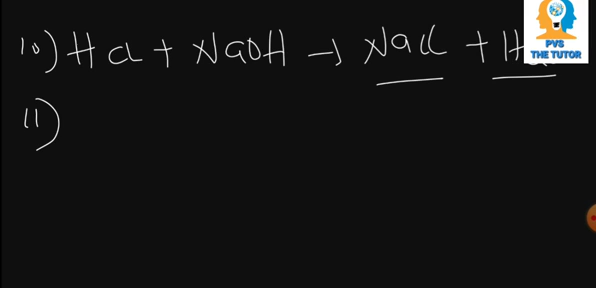 10) HCl + NaOH → NaCl + H
PVS
THE TUTOR
11)